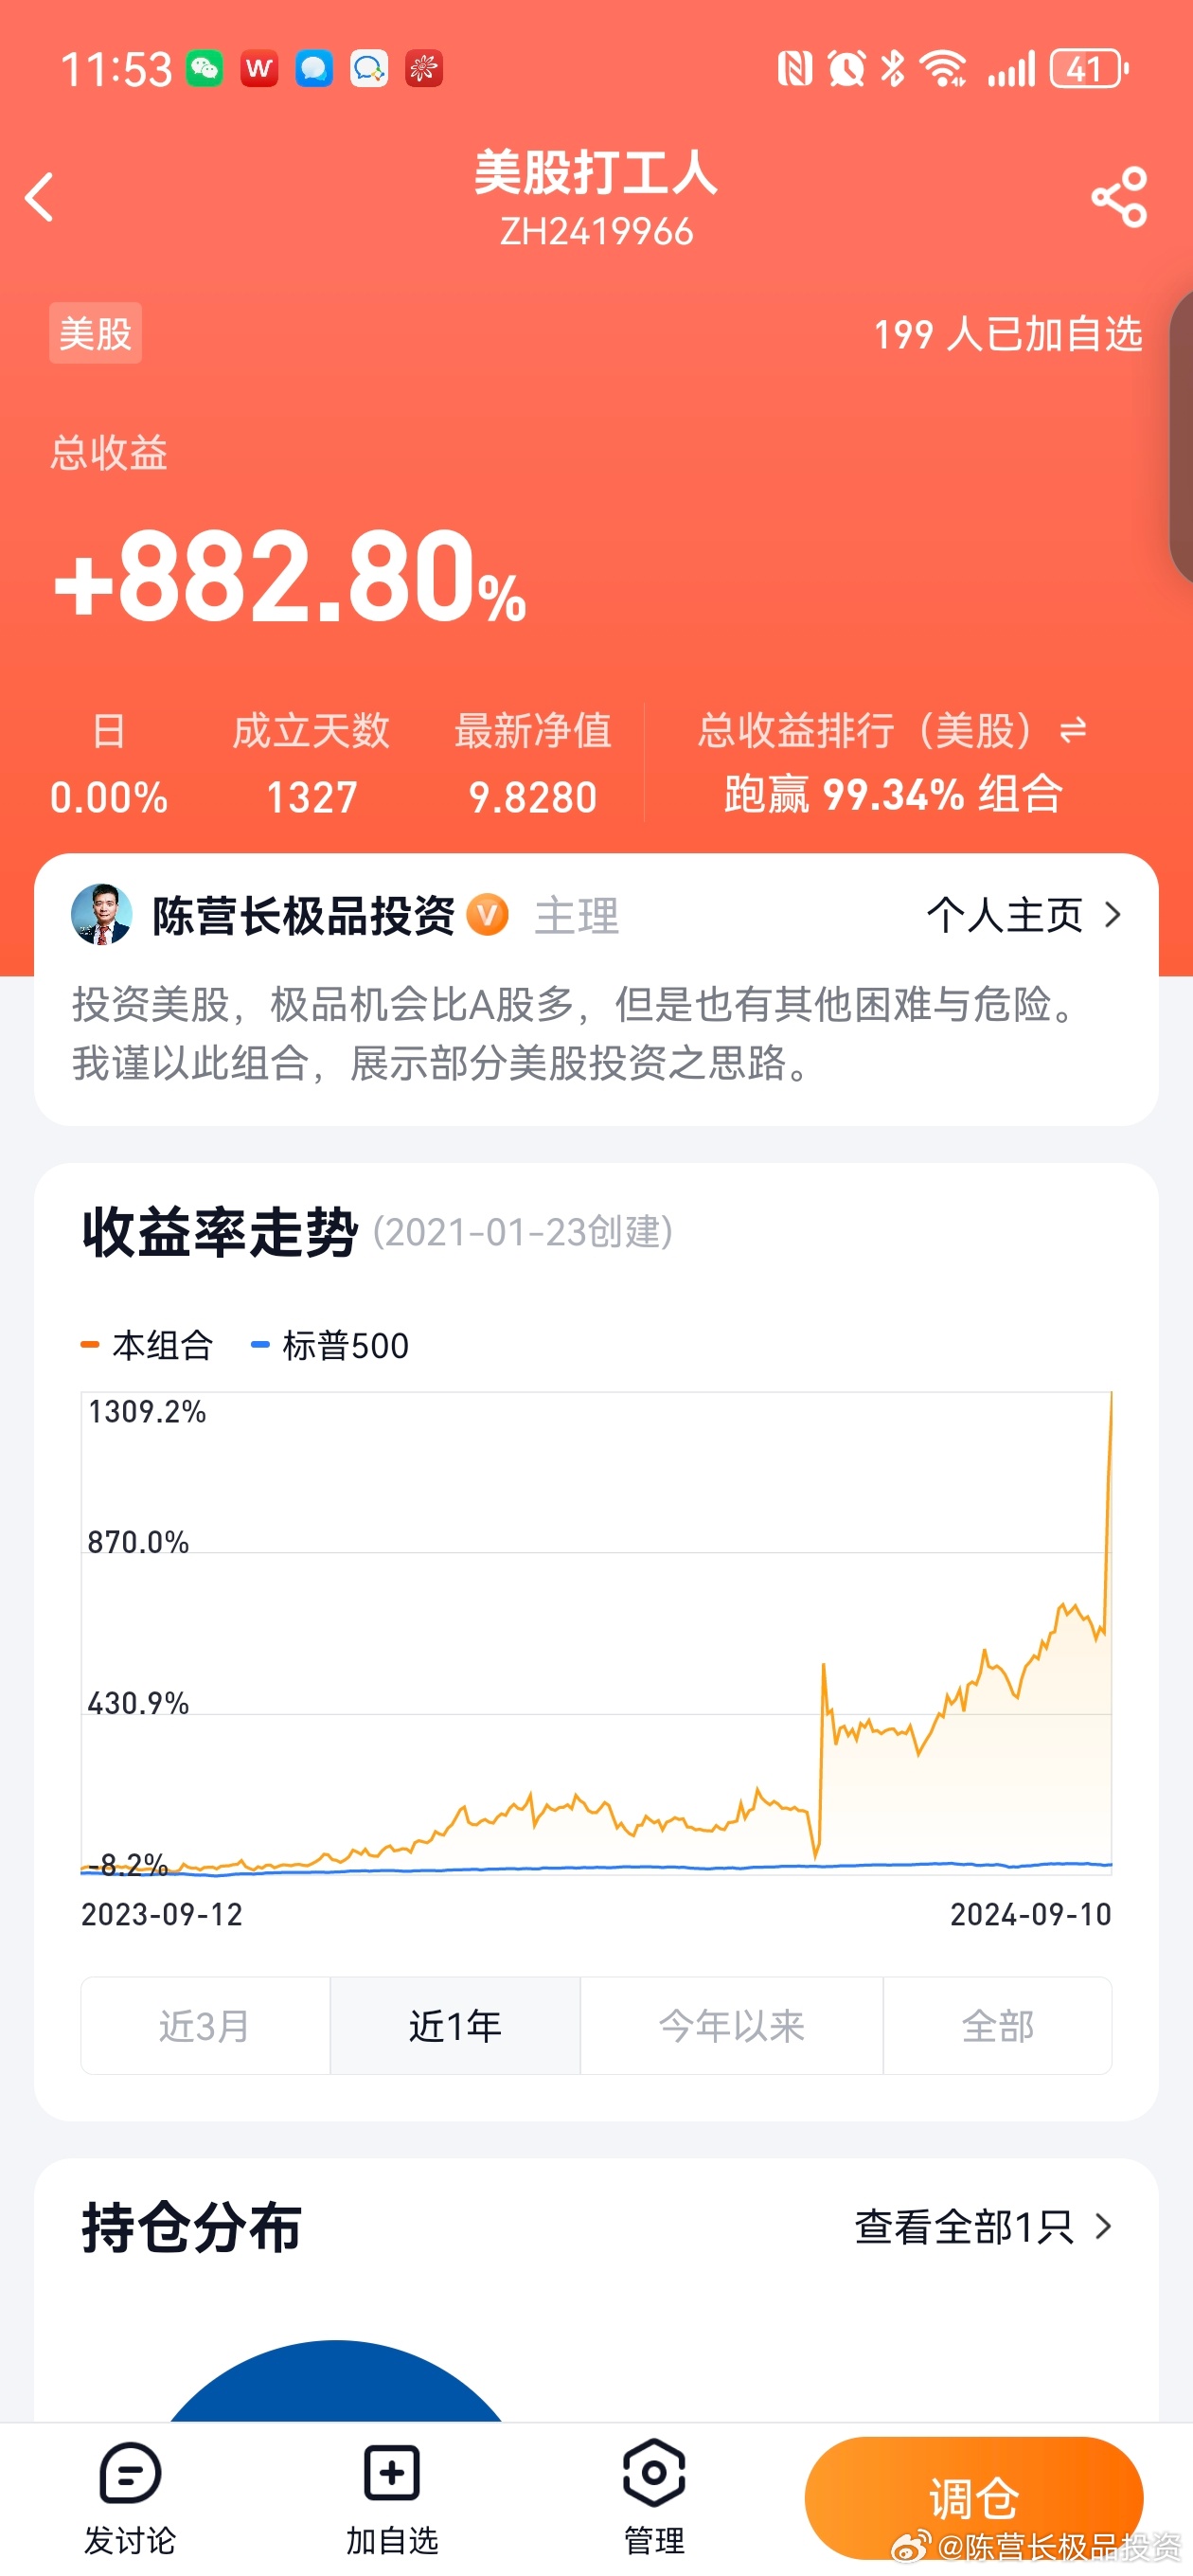 11:53
41
美股打工人
ZH2419966
美股
199 人已加自选
总收益
+882.80%
日 成立天数 最新净值 总收益排行（美股）
0.00% 1327 9.8280 跑赢 99.34% 组合
陈营长极品投资 V 主理 个人主页
投资美股，极品机会比A股多，但是也有其他困难与危险。
我谨以此组合，展示部分美股投资之思路。
收益率走势 (2021-01-23创建)
本组合 标普500
1309.2%
870.0%
430.9%
-8.2%
2023-09-12 2024-09-10
近3月 近1年 今年以来 全部
持仓分布 查看全部1只
发讨论 加自选 管理 调仓
@陈营长极品投资